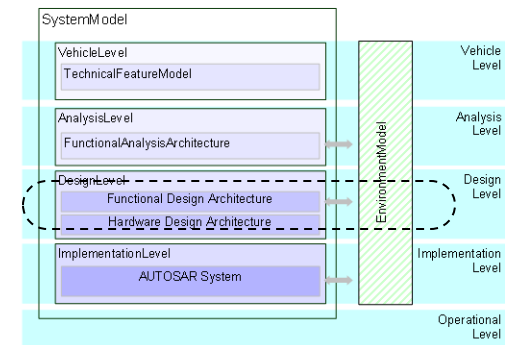 SystemModel
VehicleLevel
TechnicalFeatureModel
Vehicle
Level
AnalysisLevel
FunctionalAnalysisArchitecture
Analysis
Level
DesignLevel
Functional Design Architecture
Hardware Design Architecture
Design
Level
ImplementationLevel
AUTOSAR System
Implementation
Level
EnvironmentModel
Operational
Level